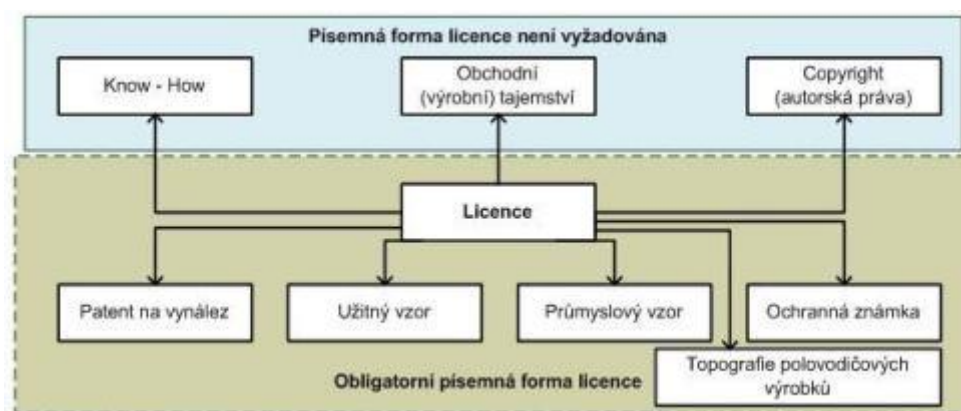 Písemná forma licence není vyžadována
Know - How
Obchodní
(výrobní) tajemství
Copyright
(autorská práva)
Licence
Patent na vynález
Užitný vzor
Průmyslový vzor
Ochranná známka
Topografie polovodičových
výrobků
Obligatorní písemná forma licence